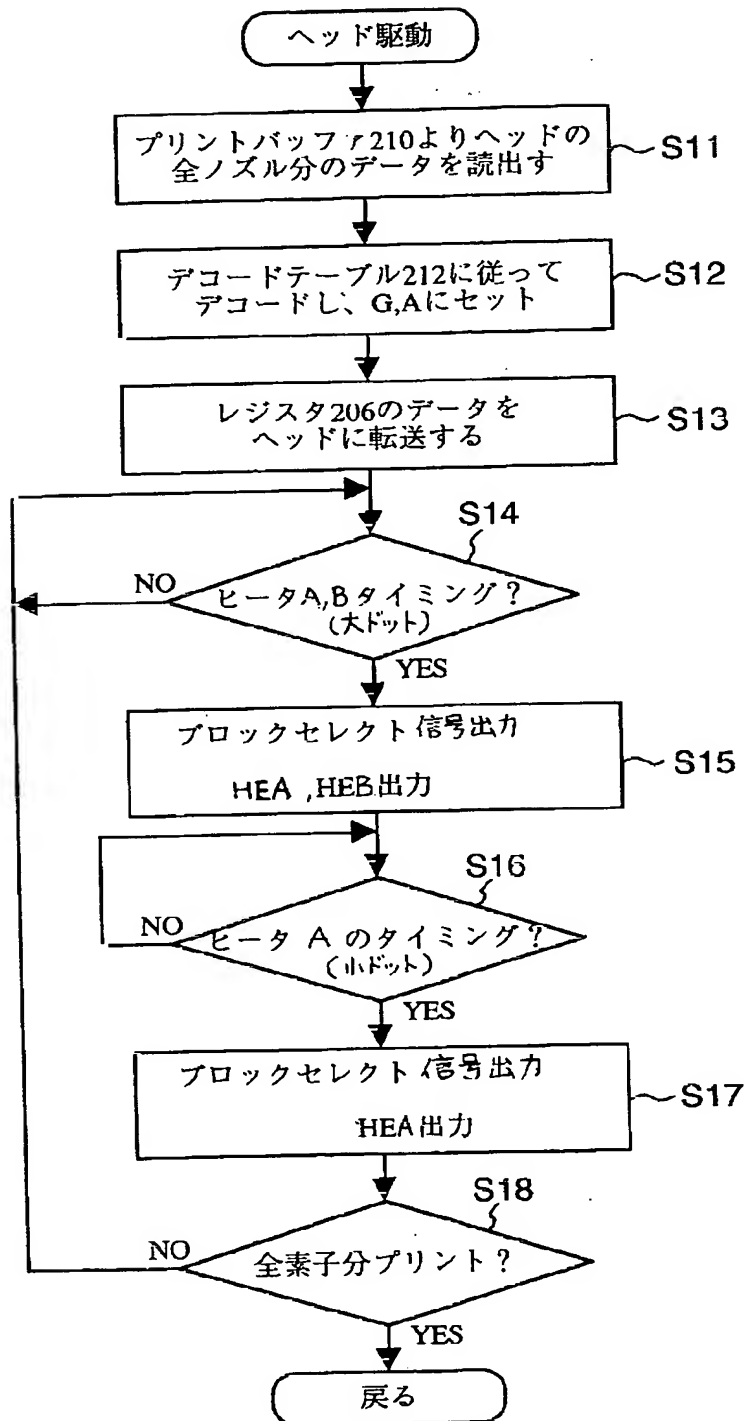 ヘッド駆動
プリントバッファ210よりヘッドの
全ノズル分のデータを読出す
S11
デコードテーブル212に従って
デコードし、G,Aにセット
S12
レジスタ206のデータを
ヘッドに転送する
S13
S14
NO
ヒータA,Bタイミング?
(大ドット)
YES
ブロックセレクト信号出力
HEA,HEB出力
S15
S16
NO
ヒータ A のタイミング?
(小ドット)
YES
ブロックセレクト信号出力
HEA出力
S17
S18
NO
全素子分プリント?
YES
戻る